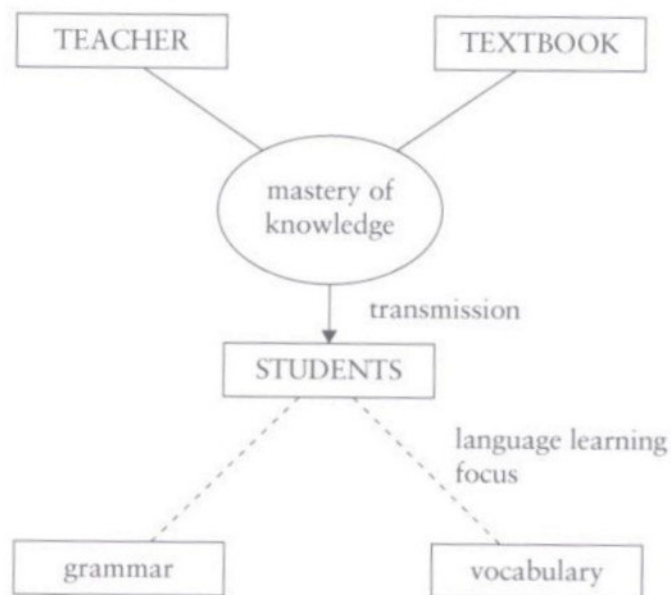 TEACHER
TEXTBOOK
mastery of
knowledge
transmission
STUDENTS
language learning
focus
grammar
vocabulary